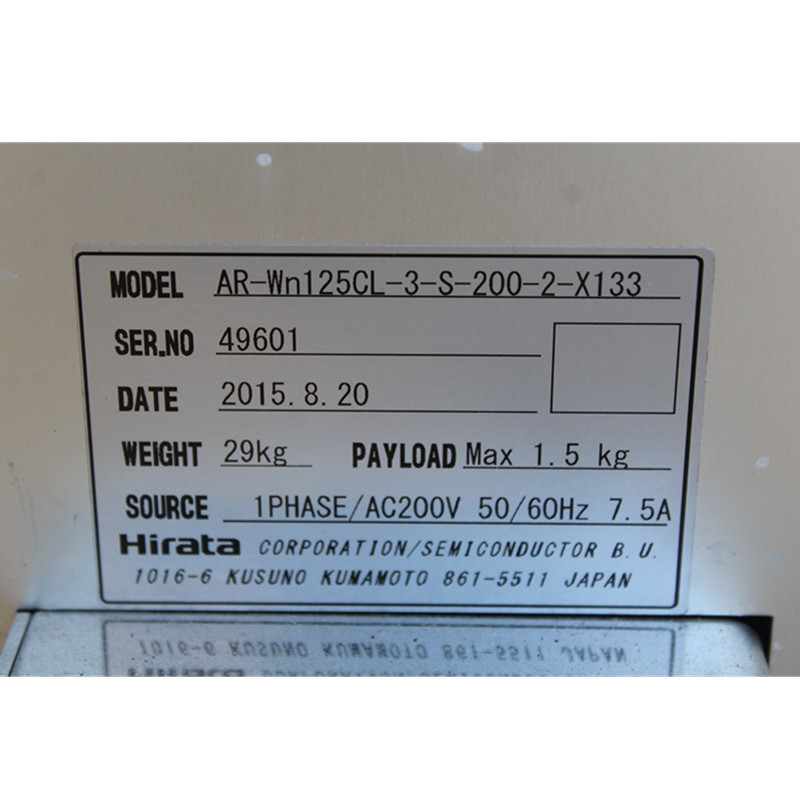 MODEL AR-Wn125CL-3-S-200-2-X133
SER.NO 49601
DATE 2015.8.20
WEIGHT 29kg PAYLOAD Max 1.5 kg
SOURCE 1PHASE/AC200V 50/60Hz 7.5A
Hirata CORPORATION/SEMICONDUCTOR B.U.
1016-6 KUSUNO KUMAMOTO 861-5511 JAPAN